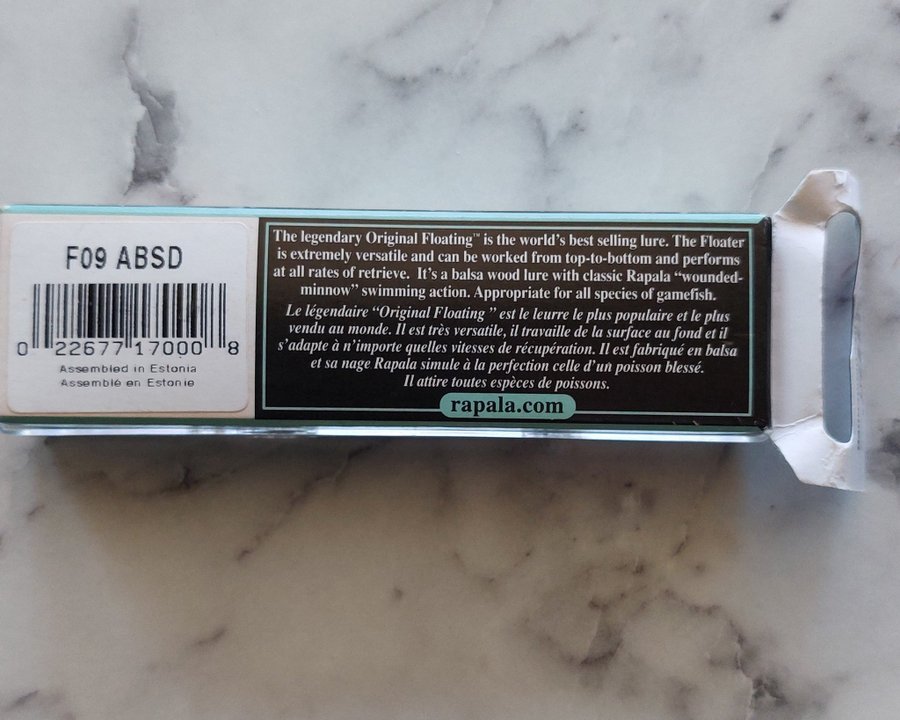 F09 ABSD
0 22677 17000 8
Assembled in Estonia
Assemblé en Estonie
The legendary Original Floating™ is the world's best selling lure. The Floater
is extremely versatile and can be worked from top-to-bottom and performs
at all rates of retrieve. It's a balsa wood lure with classic Rapala “wounded-
minnow” swimming action. Appropriate for all species of gamefish.
Le légendaire “Original Floating ” est le leurre le plus populaire et le plus
vendu au monde. Il est très versatile, il travaille de la surface au fond et il
s'adapte à n'importe quelles vitesses de récupération. Il est fabriqué en balsa
et sa nage Rapala simule à la perfection celle d'un poisson blessé.
Il attire toutes espèces de poissons.
rapala.com